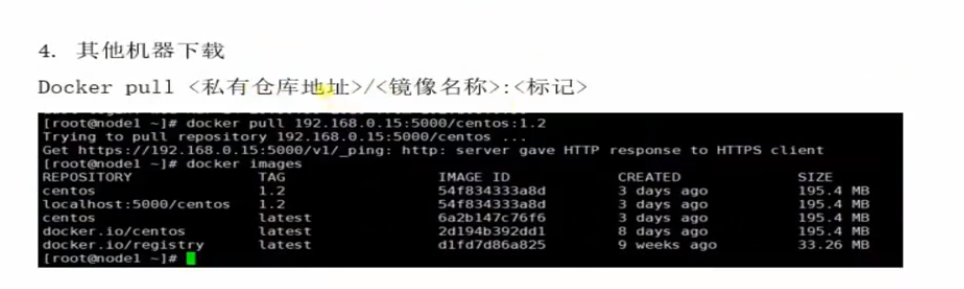 4. 其他机器下载
Docker pull <私有仓库地址>/<镜像名称>:<标记>
[root@node1 ~]# docker pull 192.168.0.15:5000/centos:1.2
Trying to pull repository 192.168.0.15:5000/centos ...
Get https://192.168.0.15:5000/v1/_ping: http: server gave HTTP response to HTTPS client
[root@node1 ~]# docker images
REPOSITORY TAG IMAGE ID CREATED SIZE
centos 1.2 54f834333a8d 3 days ago 195.4 MB
localhost:5000/centos 1.2 54f834333a8d 3 days ago 195.4 MB
centos latest 6a2b147c76f6 3 days ago 195.4 MB
docker.io/centos latest 2d194b392dd1 8 days ago 195.4 MB
docker.io/registry latest d1fd7d86a825 9 weeks ago 33.26 MB
[root@node1 ~]#